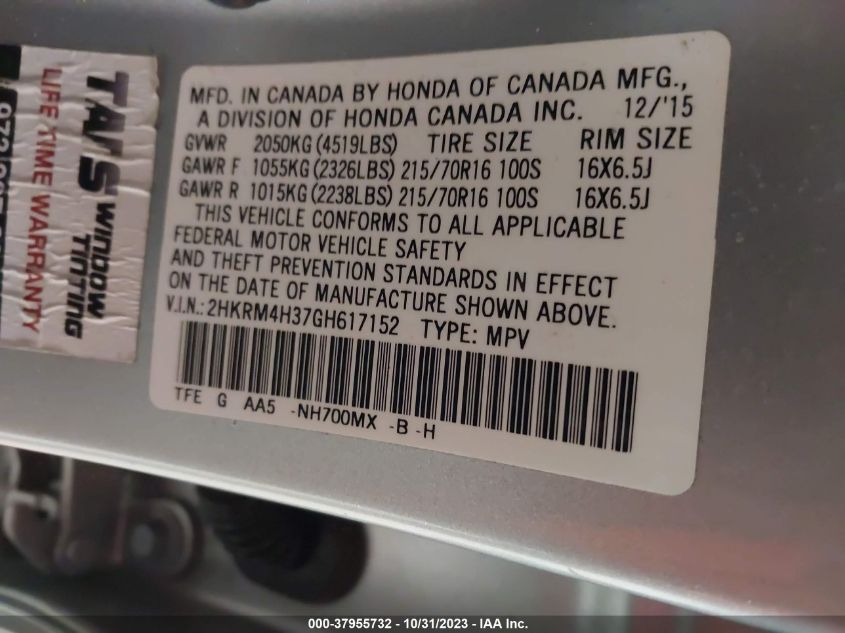 MFD. IN CANADA BY HONDA OF CANADA MFG.,
A DIVISION OF HONDA CANADA INC. 12/'15
GVWR 2050KG (4519LBS) TIRE SIZE RIM SIZE
GAWR F 1055KG (2326LBS) 215/70R16 100S 16X6.5J
GAWR R 1015KG (2238LBS) 215/70R16 100S 16X6.5J
THIS VEHICLE CONFORMS TO ALL APPLICABLE
FEDERAL MOTOR VEHICLE SAFETY
AND THEFT PREVENTION STANDARDS IN EFFECT
ON THE DATE OF MANUFACTURE SHOWN ABOVE.
V.I.N.: 2HKRM4H37GH617152 TYPE: MPV
TFE G AA5 -NH700MX -B -H
TAJ'S
WINDOW
TINTING
LIFE TIME WARRANTY
000-37955732 - 10/31/2023 - IAA Inc.